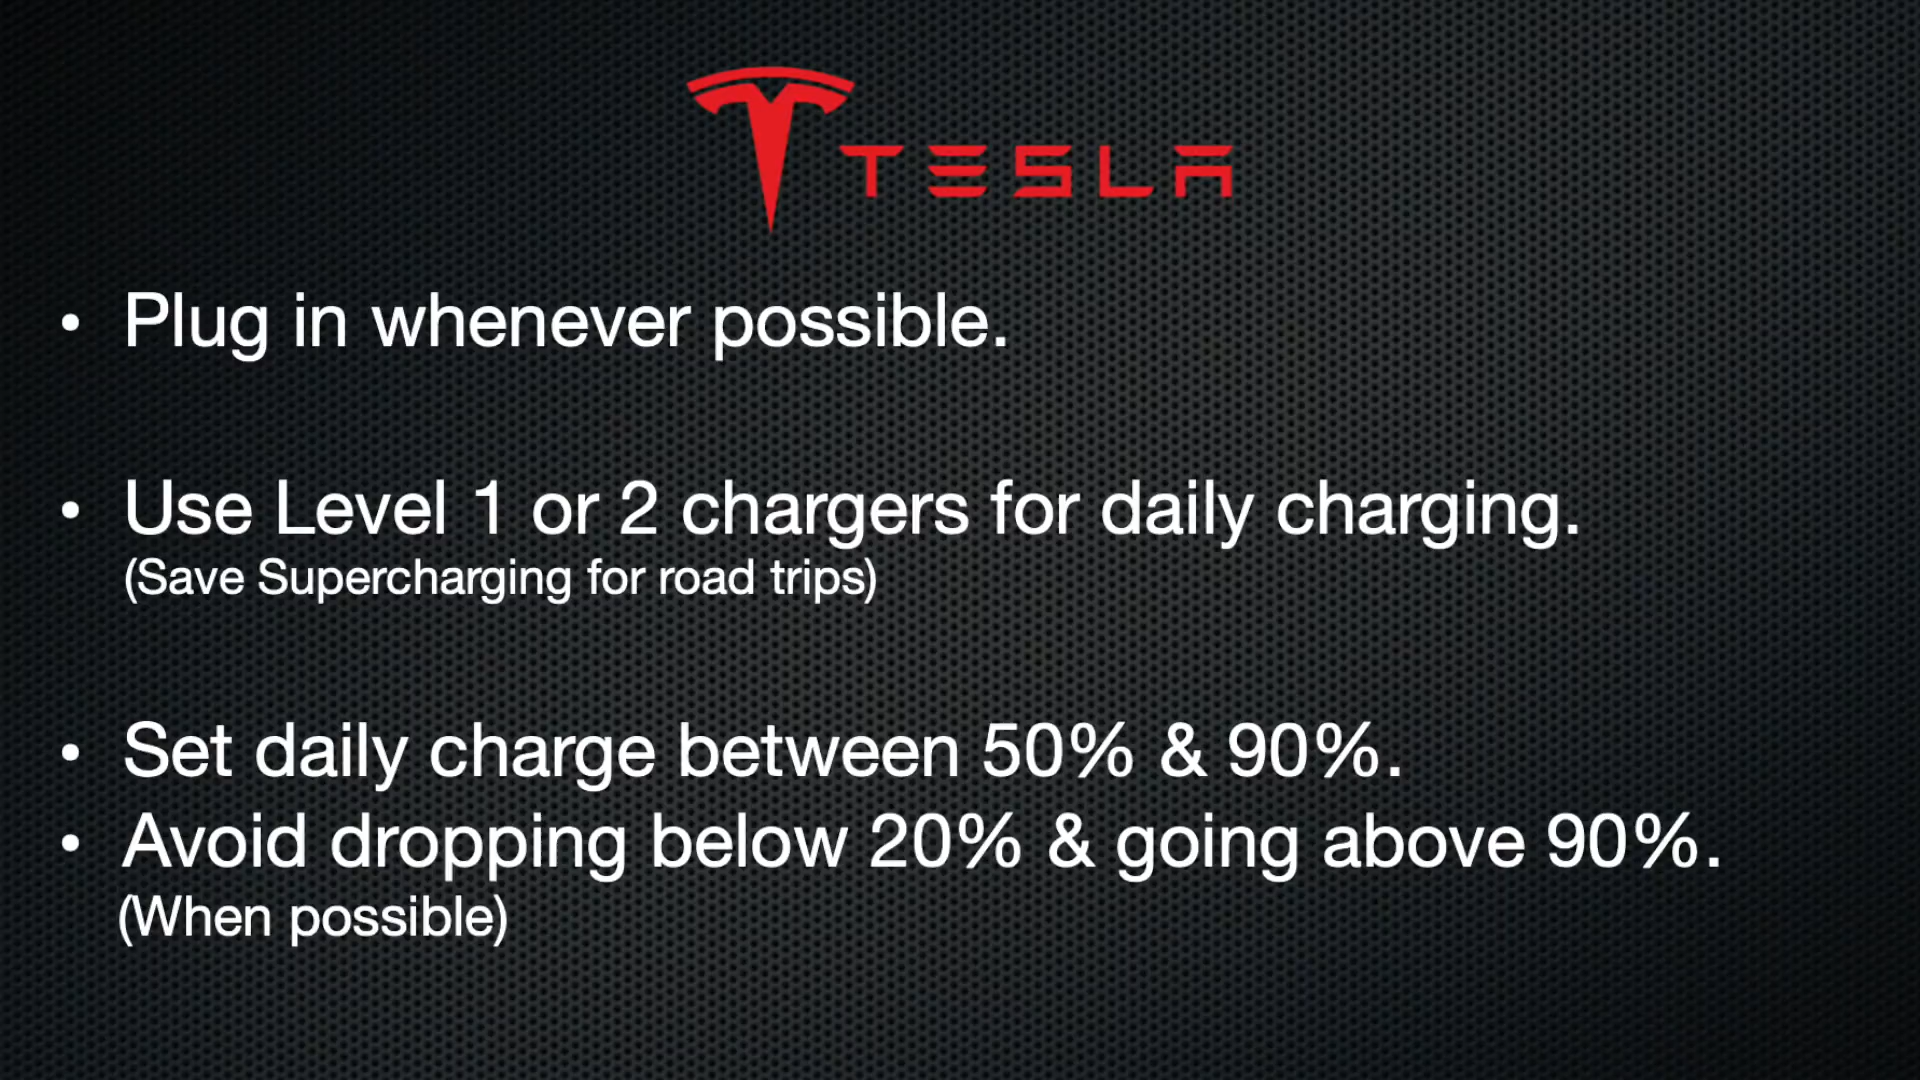 TESLA
• Plug in whenever possible.
• Use Level 1 or 2 chargers for daily charging.
(Save Supercharging for road trips)
• Set daily charge between 50% & 90%.
• Avoid dropping below 20% & going above 90%.
(When possible)